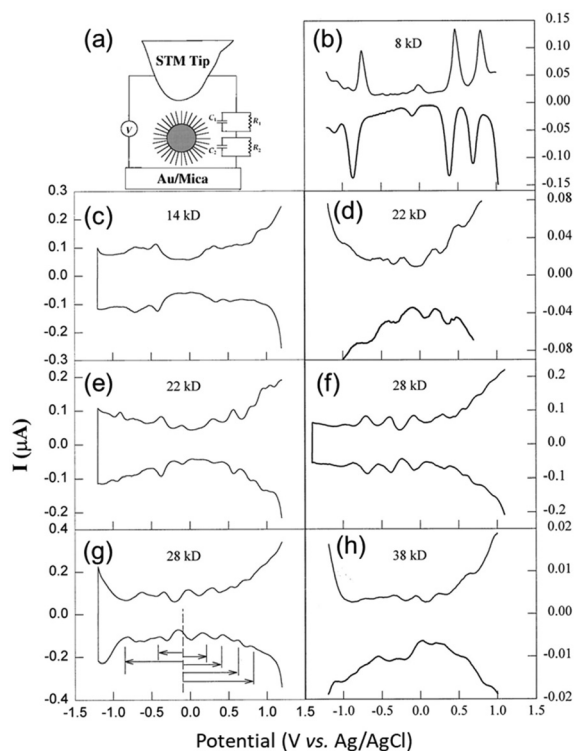 (a)
STM Tip
V
C₁
R₁
C₂
R₂
Au/Mica
(b)
8 kD
0.15
0.10
0.05
0.00
-0.05
-0.10
-0.15
(c)
14 kD
0.3
0.2
0.1
0.0
-0.1
-0.2
-0.3
(d)
22 kD
0.08
0.04
0.00
-0.04
-0.08
(e)
22 kD
0.2
0.1
0.0
-0.1
-0.2
(f)
28 kD
0.2
0.1
0.0
-0.1
-0.2
(g)
28 kD
0.4
0.2
0.0
-0.2
-0.4
(h)
38 kD
0.02
0.01
0.00
-0.01
-0.02
I (µA)
-1.5 -1.0 -0.5 0.0 0.5 1.0
-1.5 -1.0 -0.5 0.0 0.5 1.0 1.5
Potential (V vs. Ag/AgCl)